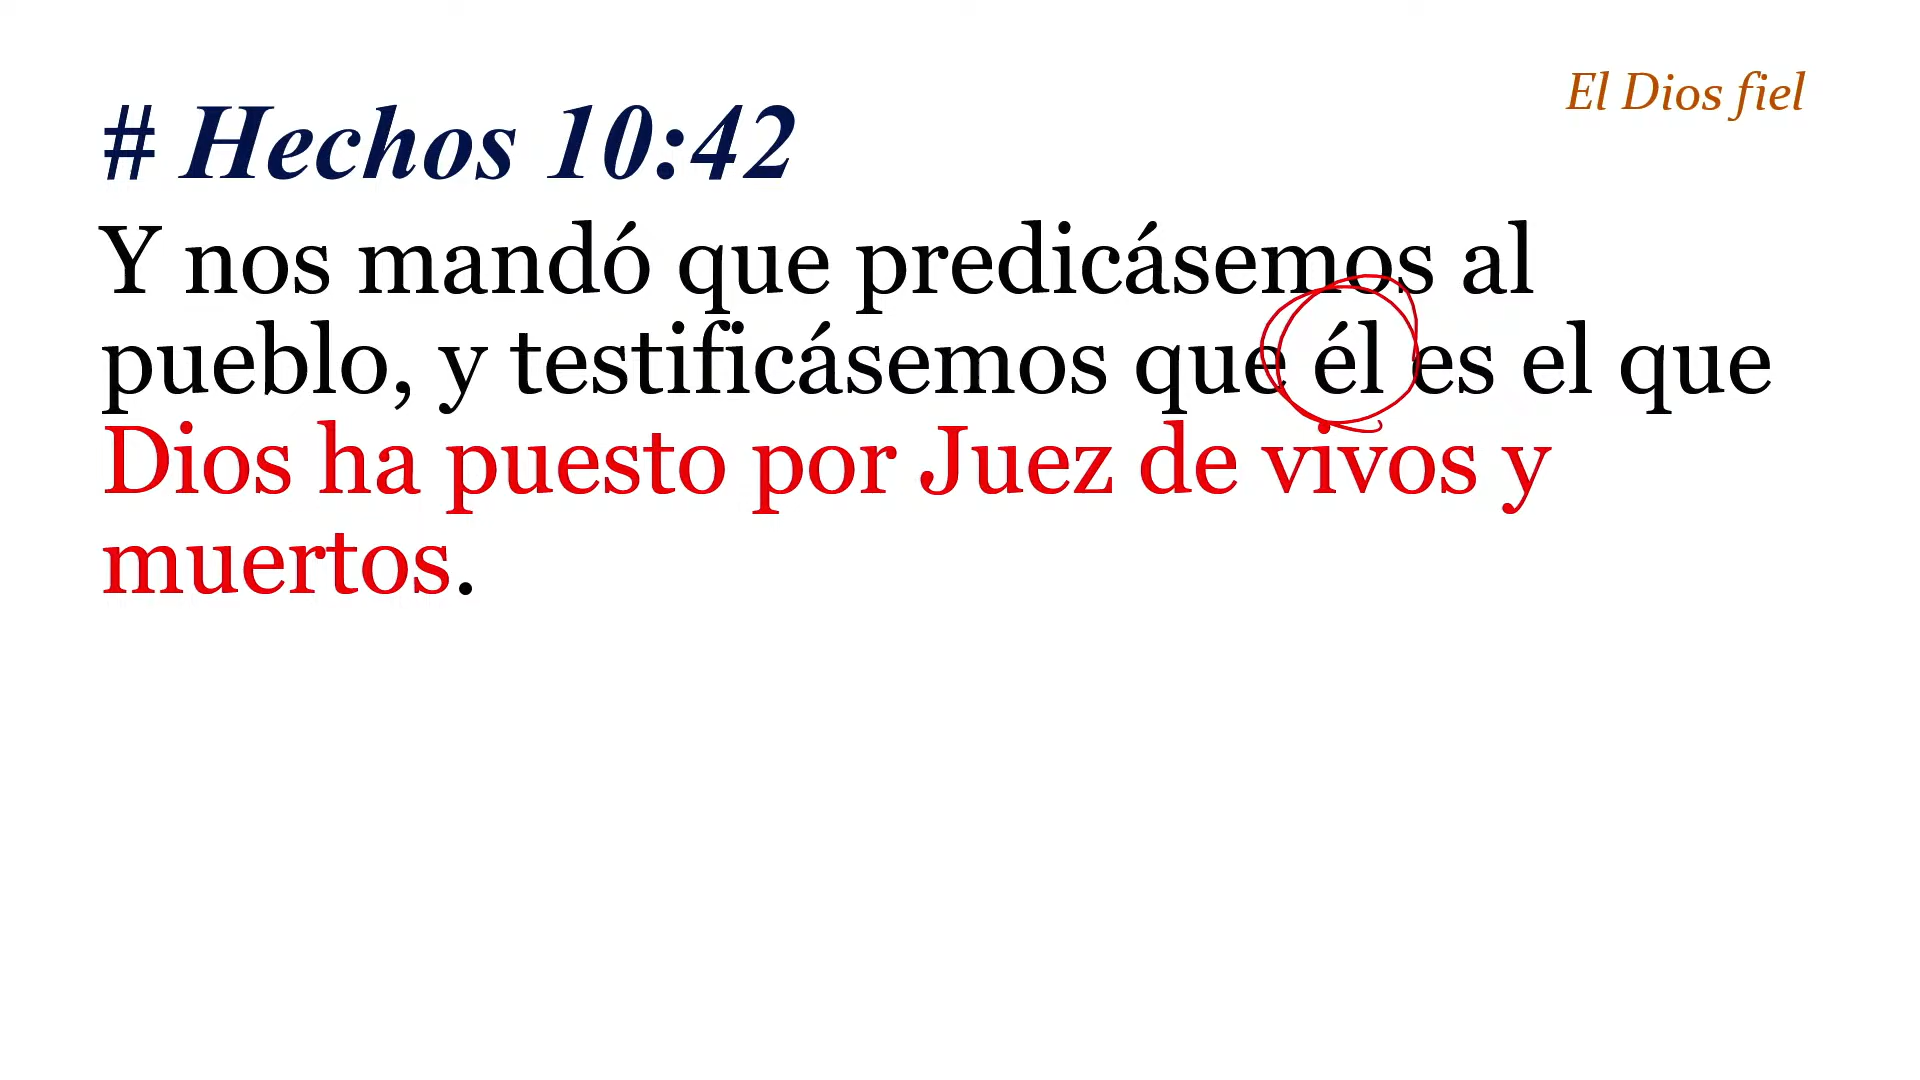 El Dios fiel
# Hechos 10:42
Y nos mandó que predicásemos al
pueblo, y testificásemos que él es el que
Dios ha puesto por Juez de vivos y
muertos.